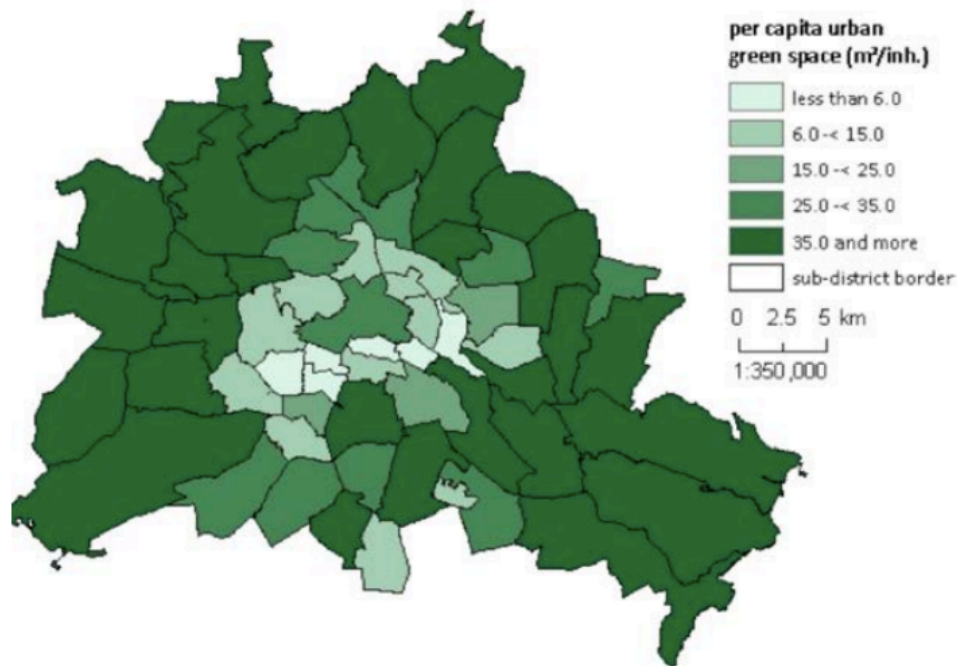 per capita urban
green space (m²/inh.)
less than 6.0
6.0 -< 15.0
15.0 -< 25.0
25.0 -< 35.0
35.0 and more
sub-district border
0 2.5 5 km
1:350,000